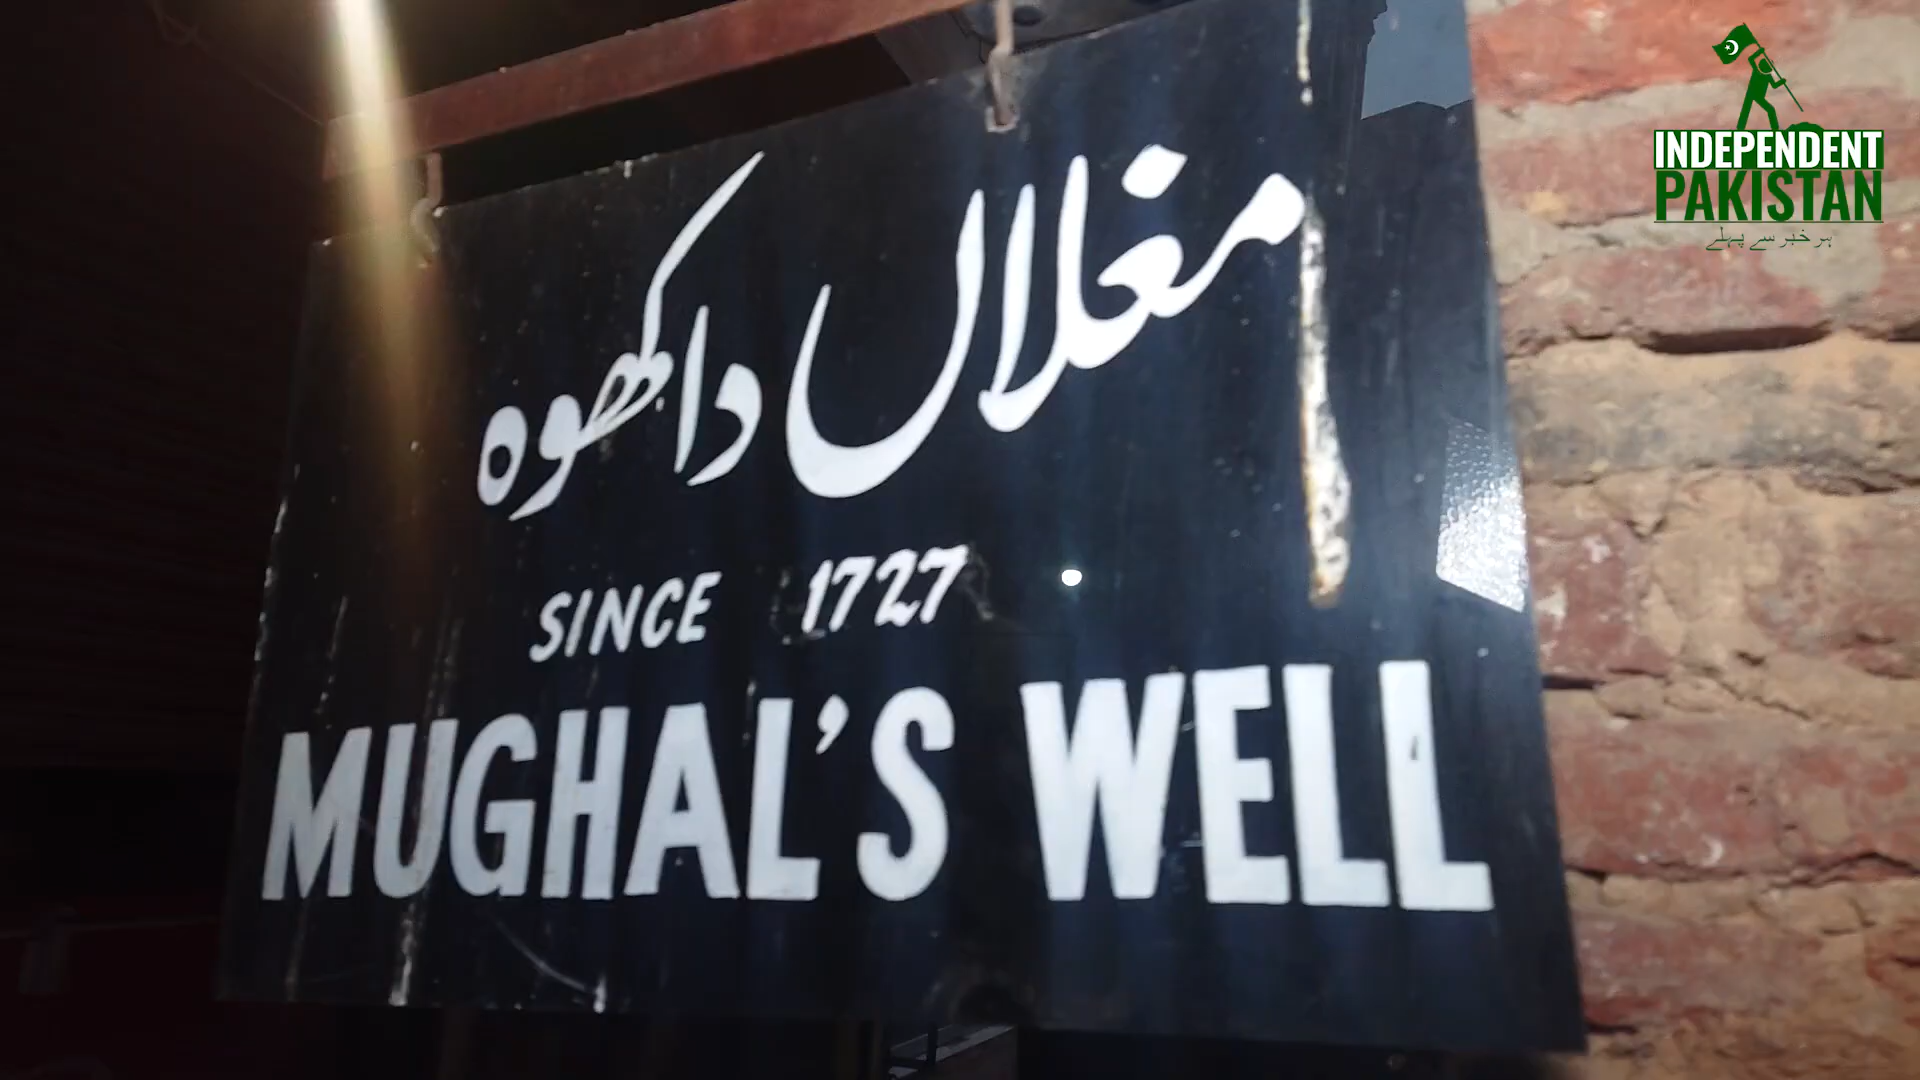 مغلاں دا کھوہ
SINCE 1727
MUGHAL'S WELL
INDEPENDENT
PAKISTAN
ہر خبر سے پہلے